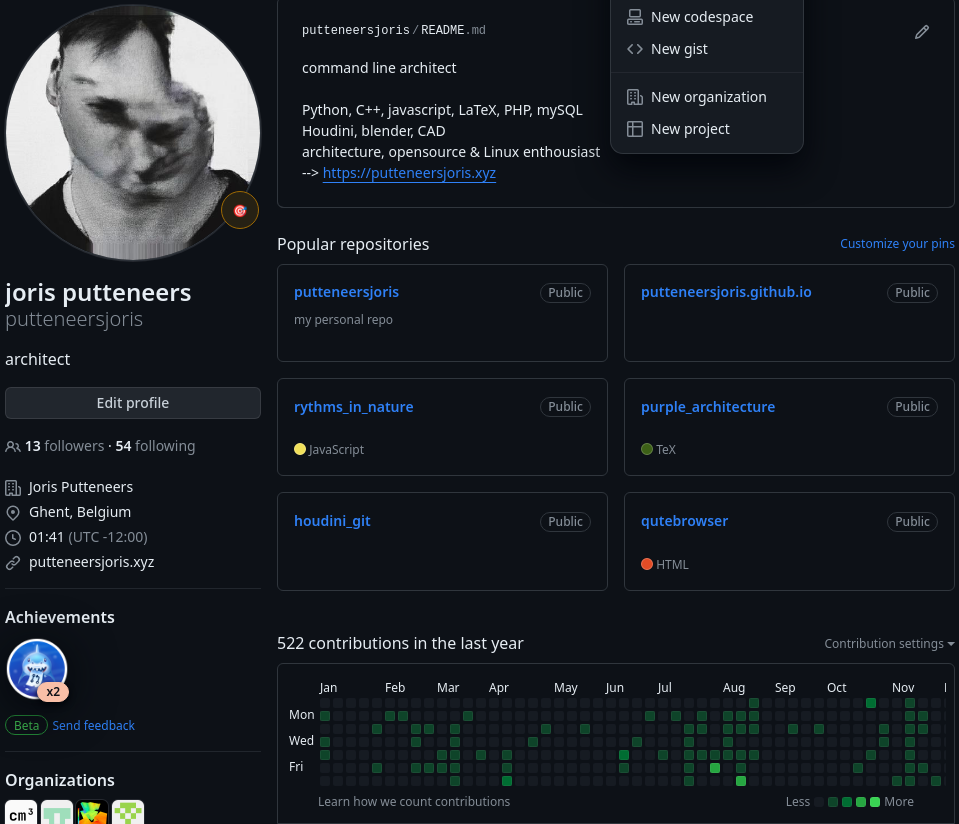 New codespace
New gist
New organization
New project
putteneersjoris/README.md
command line architect
Python, C++, javascript, LaTeX, PHP, mySQL
Houdini, blender, CAD
architecture, opensource & Linux enthousiast
--> https://putteneersjoris.xyz
joris putteneers
putteneersjoris
architect
Edit profile
13 followers · 54 following
Joris Putteneers
Ghent, Belgium
01:41 (UTC -12:00)
putteneersjoris.xyz
Achievements
x2
Beta Send feedback
Organizations
cm³
Popular repositories
Customize your pins
putteneersjoris Public
my personal repo
putteneersjoris.github.io Public
rythms_in_nature Public
JavaScript
purple_architecture Public
TeX
houdini_git Public
qutebrowser Public
HTML
522 contributions in the last year
Contribution settings
Jan Feb Mar Apr May Jun Jul Aug Sep Oct Nov
Mon
Wed
Fri
Learn how we count contributions
Less More